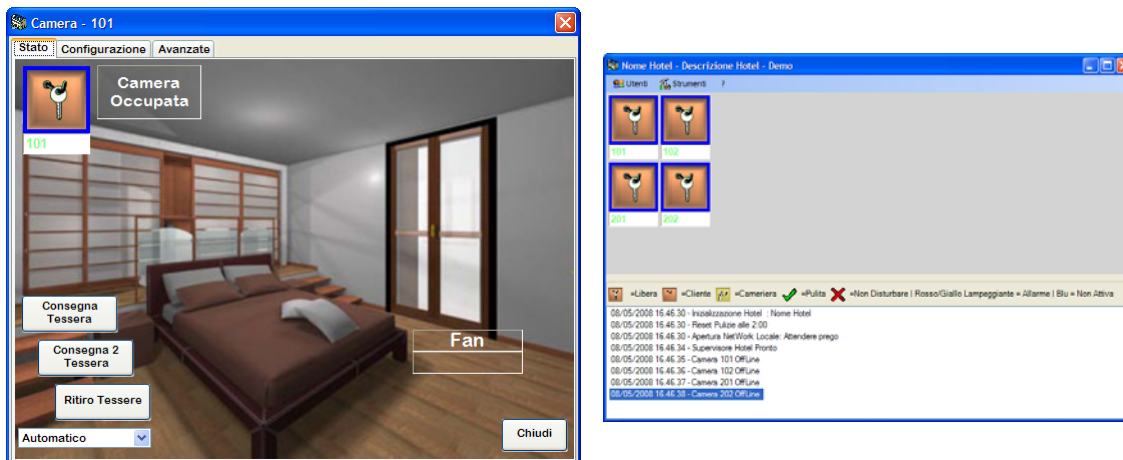 Camera - 101
Stato Configurazione Avanzate
Camera
Occupata
101
Consegna
Tessera
Consegna 2
Tessera
Ritiro Tessere
Automatico
Fan
Chiudi
Nome Hotel - Descrizione Hotel - Demo
Utenti Strumenti ?
101 102
201 202
=Libera =Cliente =Cameriera =Pulita =Non Disturbare | Rosso/Giallo Lampeggiante = Allarme | Blu = Non Attiva
08/05/2008 16.46.30 - Inizializzazione Hotel : Nome Hotel
08/05/2008 16.46.30 - Reset Pulizie alle 2:00
08/05/2008 16.46.30 - Apertura NetWork Locale: Attendere prego
08/05/2008 16.46.34 - Supervisore Hotel Pronto
08/05/2008 16.46.35 - Camera 101 OffLine
08/05/2008 16.46.36 - Camera 102 OffLine
08/05/2008 16.46.37 - Camera 201 OffLine
08/05/2008 16.46.38 - Camera 202 OffLine